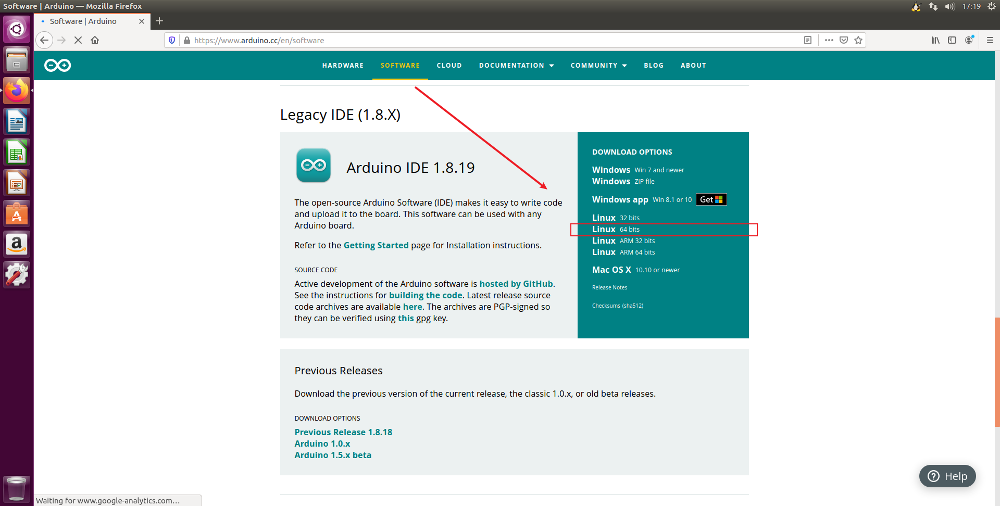 Software | Arduino — Mozilla Firefox
17:19
Software | Arduino
https://www.arduino.cc/en/software
HARDWARE SOFTWARE CLOUD DOCUMENTATION COMMUNITY BLOG ABOUT
Legacy IDE (1.8.X)
Arduino IDE 1.8.19
The open-source Arduino Software (IDE) makes it easy to write code
and upload it to the board. This software can be used with any
Arduino board.
Refer to the Getting Started page for Installation instructions.
SOURCE CODE
Active development of the Arduino software is hosted by GitHub.
See the instructions for building the code. Latest release source
code archives are available here. The archives are PGP-signed so
they can be verified using this gpg key.
DOWNLOAD OPTIONS
Windows Win 7 and newer
Windows ZIP file
Windows app Win 8.1 or 10 Get
Linux 32 bits
Linux 64 bits
Linux ARM 32 bits
Linux ARM 64 bits
Mac OS X 10.10 or newer
Release Notes
Checksums (sha512)
Previous Releases
Download the previous version of the current release, the classic 1.0.x, or old beta releases.
DOWNLOAD OPTIONS
Previous Release 1.8.18
Arduino 1.0.x
Arduino 1.5.x beta
Help
Waiting for www.google-analytics.com…